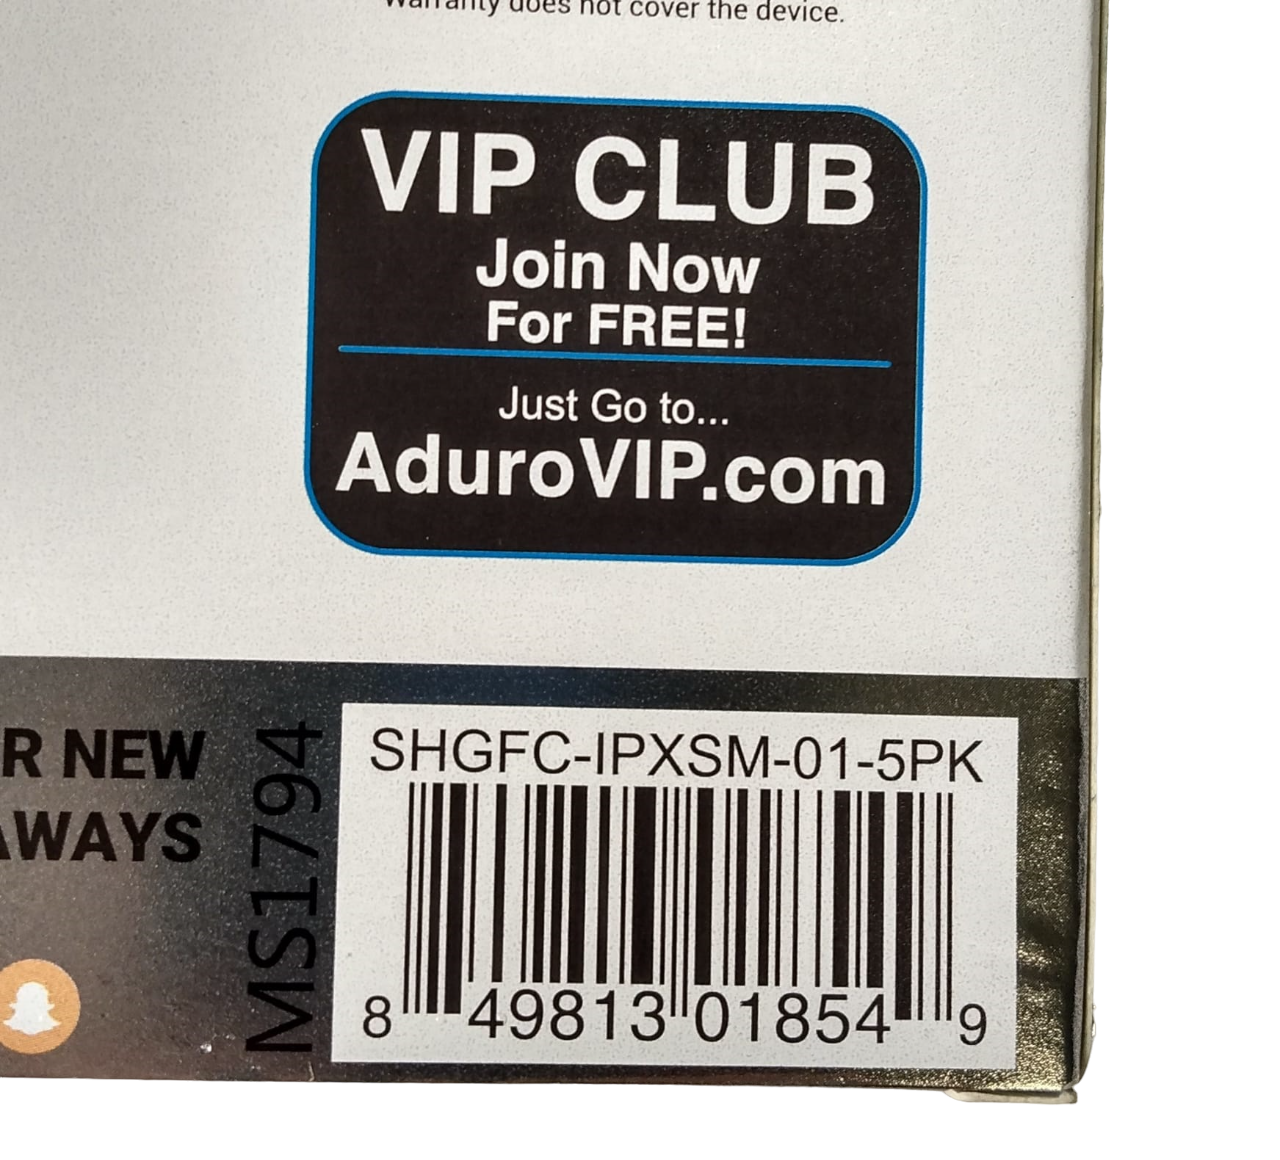 Warranty does not cover the device.
VIP CLUB
Join Now
For FREE!
Just Go to...
AduroVIP.com
R NEW
AWAYS
MS1794
SHGFC-IPXSM-01-5PK
8 49813 01854 9